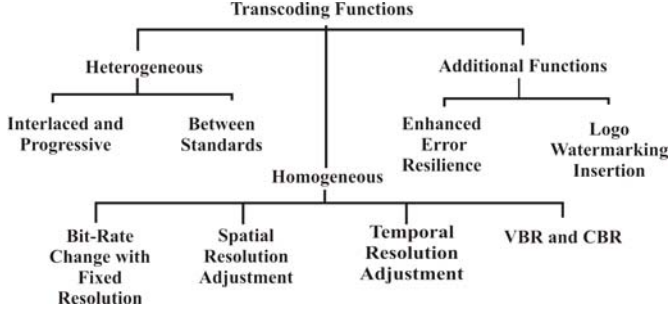 Transcoding Functions
Heterogeneous
Additional Functions
Interlaced and
Progressive
Between
Standards
Enhanced
Error
Resilience
Logo
Watermarking
Insertion
Homogeneous
Bit-Rate
Change with
Fixed
Resolution
Spatial
Resolution
Adjustment
Temporal
Resolution
Adjustment
VBR and CBR